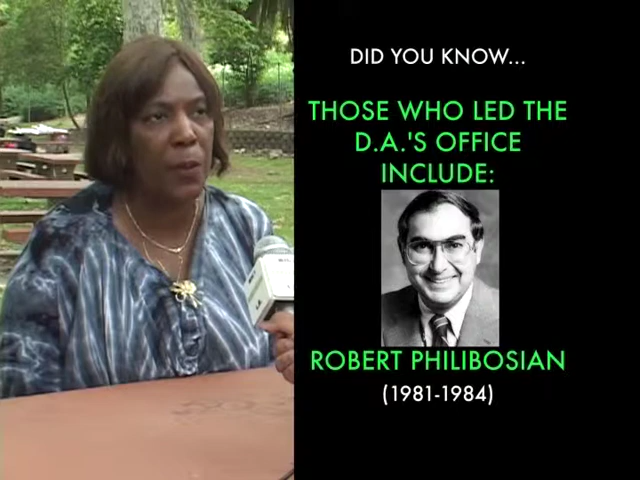 DID YOU KNOW...
THOSE WHO LED THE
D.A.'S OFFICE
INCLUDE:
ROBERT PHILIBOSIAN
(1981-1984)